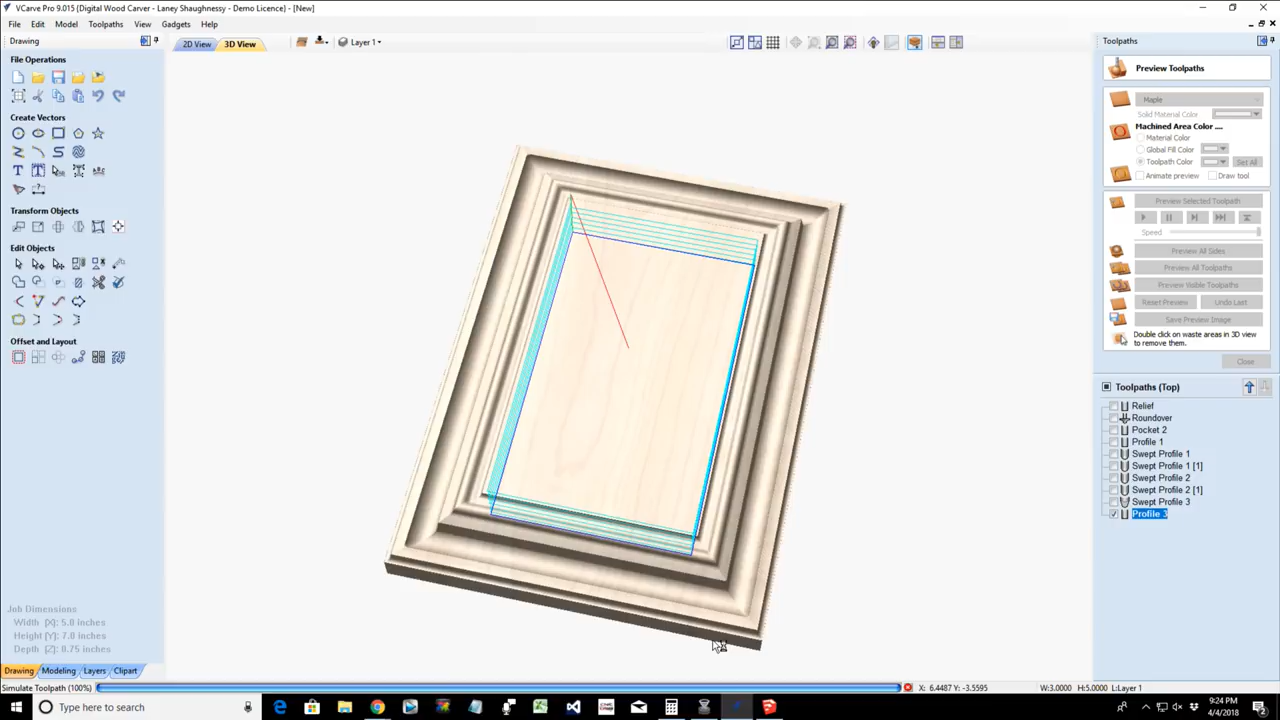 VCarve Pro 9.015 (Digital Wood Carver - Laney Shaughnessy - Demo Licence) - [New]
File Edit Model Toolpaths View Gadgets Help
Drawing
2D View 3D View Layer 1
Toolpaths
File Operations
Create Vectors
Transform Objects
Edit Objects
Offset and Layout
Job Dimensions
Width (X): 5.0 inches
Height (Y): 7.0 inches
Depth (Z): 0.75 inches
Drawing Modeling Layers Clipart
Preview Toolpaths
Maple
Solid Material Color
Machined Area Color ....
Material Color
Global Fill Color
Toolpath Color Set All
Animate preview Draw tool
Preview Selected Toolpath
Speed
Preview All Sides
Preview All Toolpaths
Preview Visible Toolpaths
Reset Preview Undo Last
Save Preview Image
Double click on waste areas in 3D view
to remove them.
Close
Toolpaths (Top)
Relief
Roundover
Pocket 2
Profile 1
Swept Profile 1
Swept Profile 1 [1]
Swept Profile 2
Swept Profile 2 [1]
Swept Profile 3
Profile 3
Simulate Toolpath (100%) X: 6.4487 Y: -3.5595 W:3.0000 H:5.0000 L:Layer 1
Type here to search
9:24 PM
4/4/2018